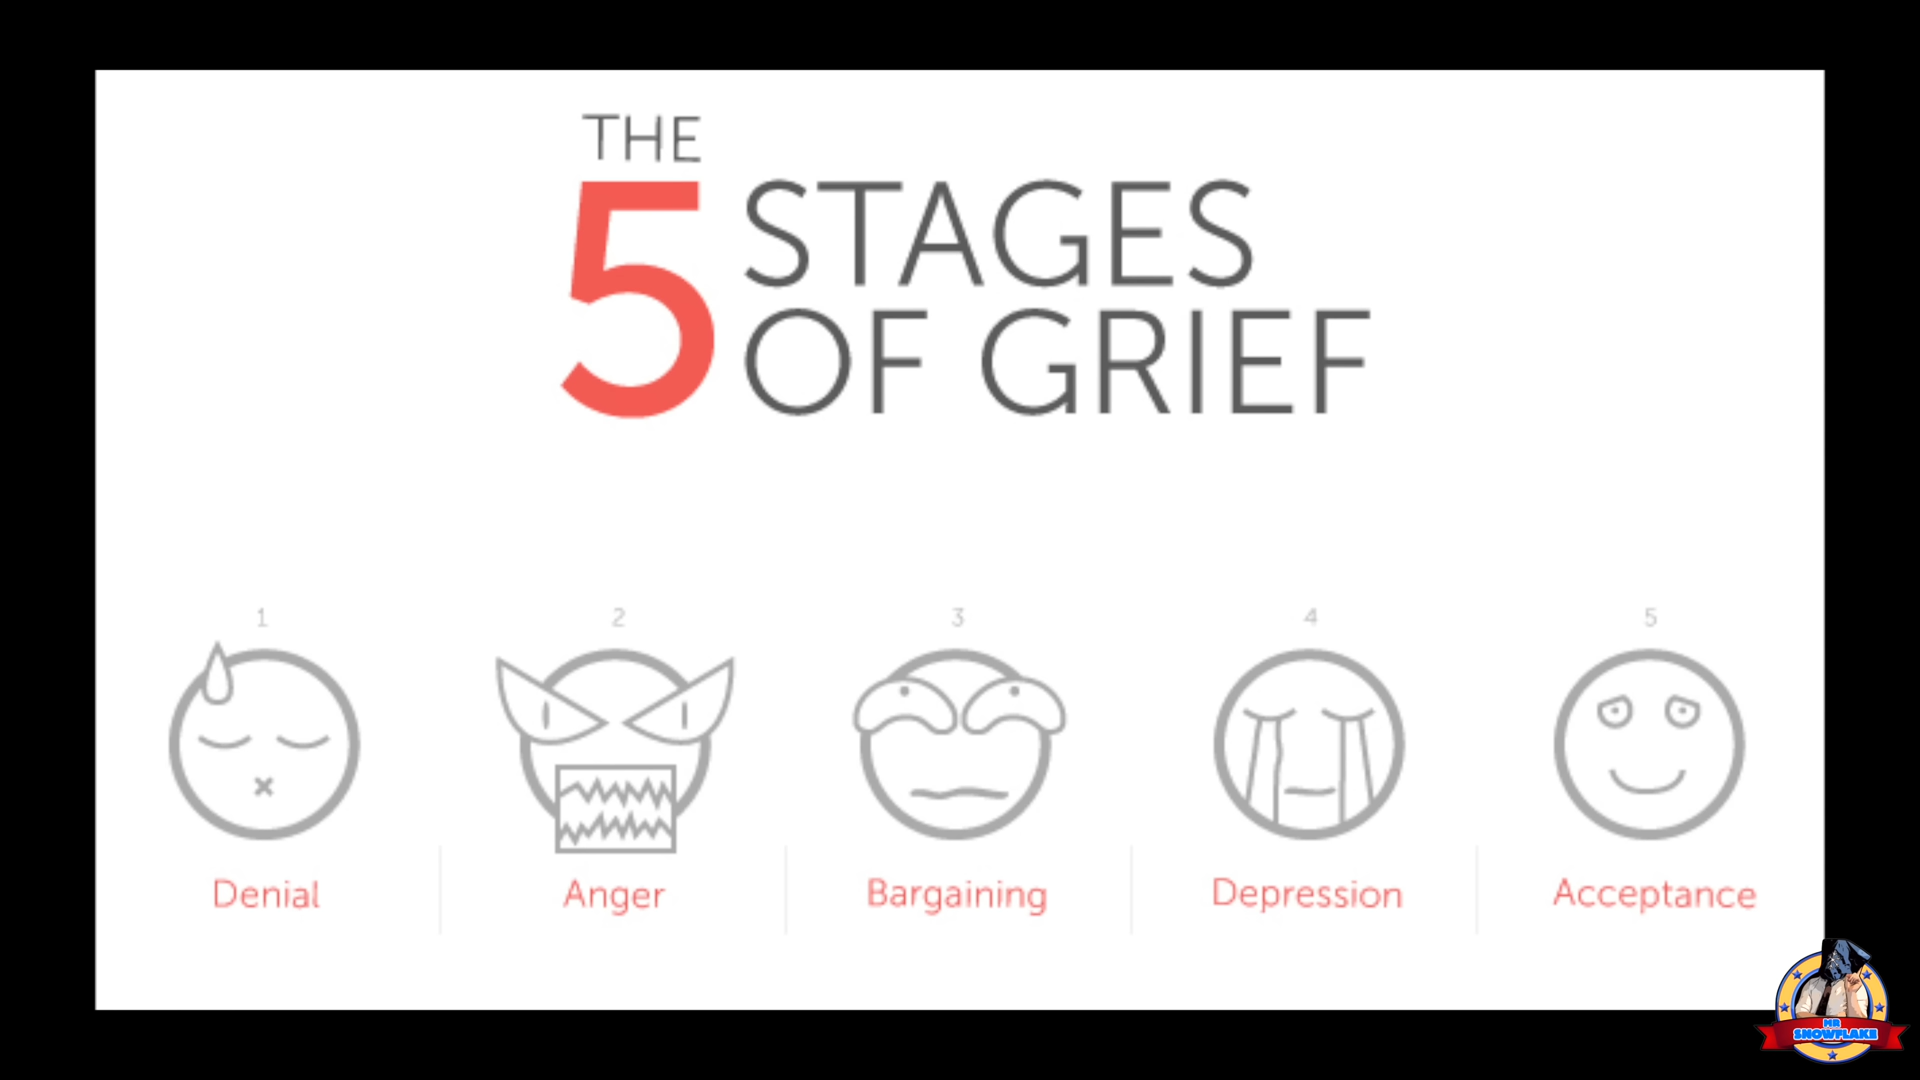 THE
5 STAGES
OF GRIEF
1 2 3 4 5
Denial Anger Bargaining Depression Acceptance
MR
SNOWFLAKE